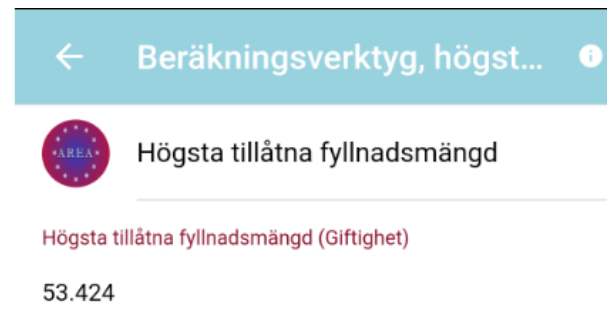 Beräkningsverktyg, högst...
AREA
Högsta tillåtna fyllnadsmängd
Högsta tillåtna fyllnadsmängd (Giftighet)
53.424